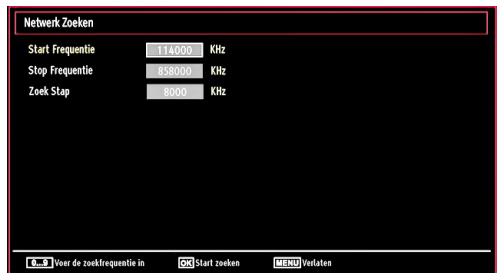 Netwerk Zoeken
Start Frequentie 114000 KHz
Stop Frequentie 858000 KHz
Zoek Stap 8000 KHz
0...9 Voer de zoekfrequentie in OK Start zoeken MENU Verlaten